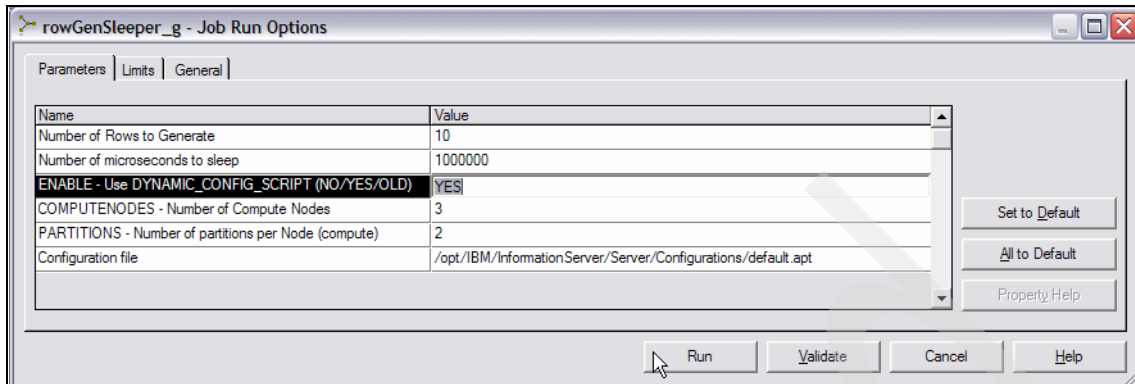 rowGenSleeper_g - Job Run Options
Parameters Limits General
Name Value
Number of Rows to Generate 10
Number of microseconds to sleep 1000000
ENABLE - Use DYNAMIC_CONFIG_SCRIPT (NO/YES/OLD) YES
COMPUTENODES - Number of Compute Nodes 3
PARTITIONS - Number of partitions per Node (compute) 2
Configuration file /opt/IBM/InformationServer/Server/Configurations/default.apt
Set to Default
All to Default
Property Help
Run Validate Cancel Help